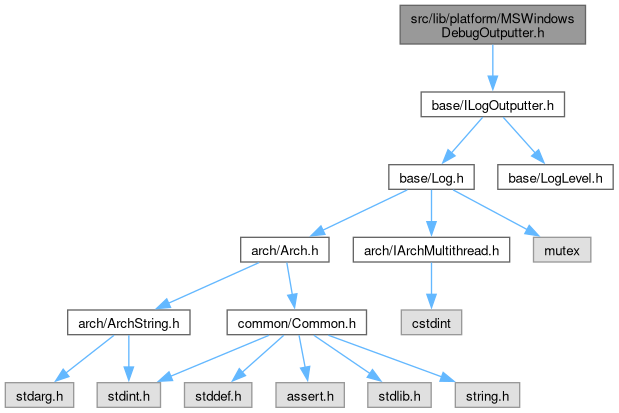 src/lib/platform/MSWindows
DebugOutputter.h
base/ILogOutputter.h
base/Log.h
base/LogLevel.h
arch/Arch.h
arch/IArchMultithread.h
mutex
arch/ArchString.h
common/Common.h
cstdint
stdarg.h
stdint.h
stddef.h
assert.h
stdlib.h
string.h